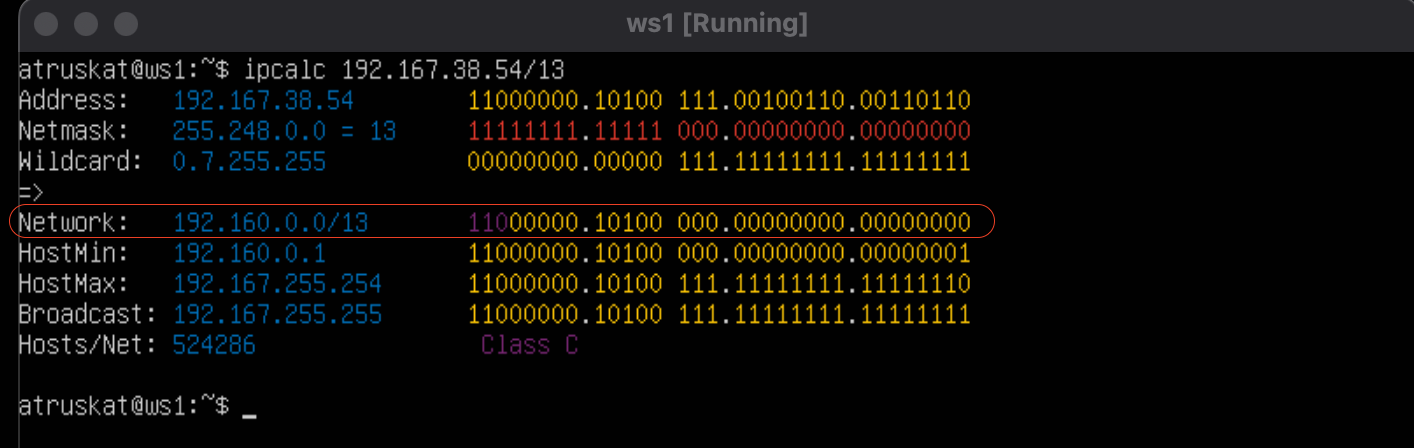 ws1 [Running]
atruskat@ws1:~$ ipcalc 192.167.38.54/13
Address:   192.167.38.54         11000000.10100 111.00100110.00110110
Netmask:   255.248.0.0 = 13      11111111.11111 000.00000000.00000000
Wildcard:  0.7.255.255           00000000.00000 111.11111111.11111111
=>
Network:   192.160.0.0/13        11000000.10100 000.00000000.00000000
HostMin:   192.160.0.1           11000000.10100 000.00000000.00000001
HostMax:   192.167.255.254       11000000.10100 111.11111111.11111110
Broadcast: 192.167.255.255       11000000.10100 111.11111111.11111111
Hosts/Net: 524286                 Class C
atruskat@ws1:~$ _